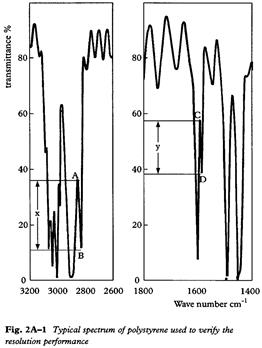 transmittance %
80
60
40
20
0
x
A
B
3200 3000 2800 2600
80
60
40
20
0
C
y
D
1800 1600 1400
Wave number cm-1
Fig. 2A–1 Typical spectrum of polystyrene used to verify the
resolution performance